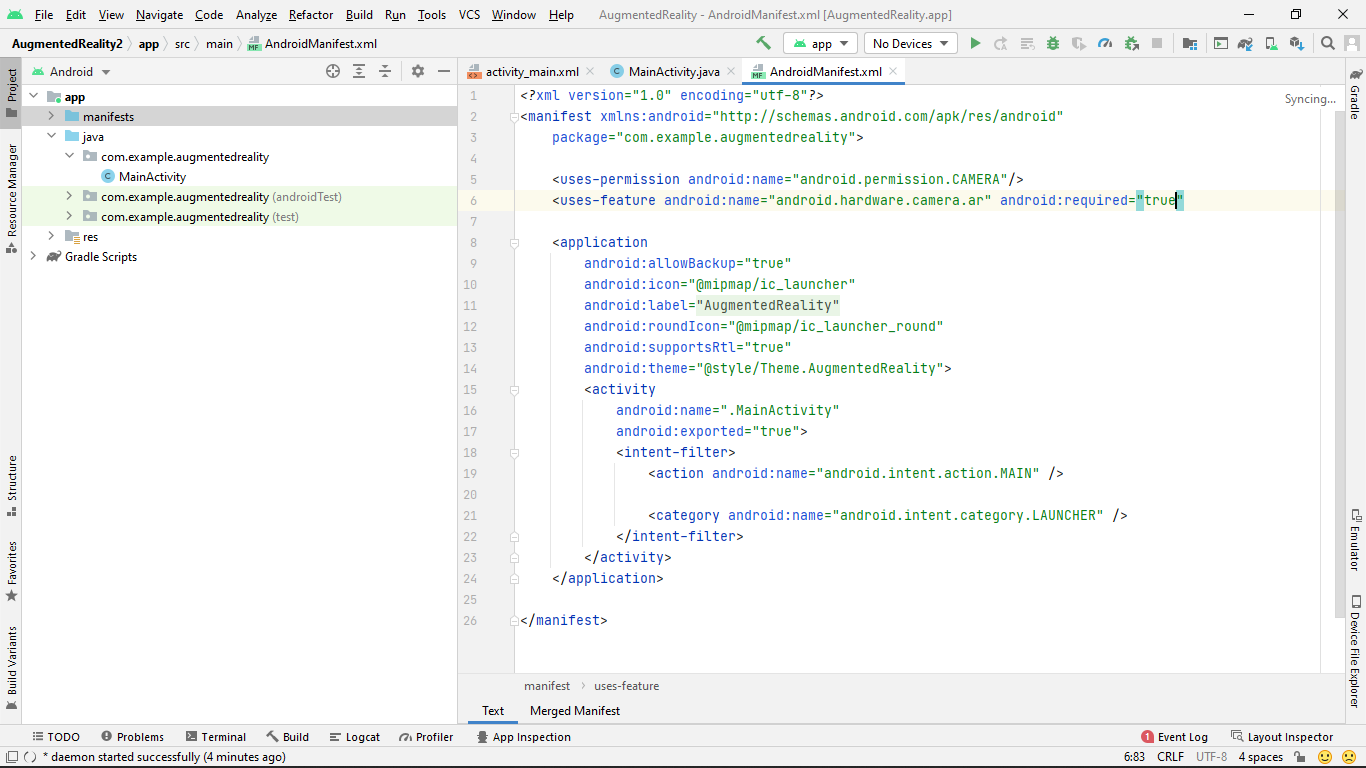 File Edit View Navigate Code Analyze Refactor Build Run Tools VCS Window Help AugmentedReality - AndroidManifest.xml [AugmentedReality.app]
AugmentedReality2 app src main AndroidManifest.xml app No Devices
Project
Resource Manager
Structure
Favorites
Build Variants
Android
app
manifests
java
com.example.augmentedreality
MainActivity
com.example.augmentedreality (androidTest)
com.example.augmentedreality (test)
res
Gradle Scripts
activity_main.xml MainActivity.java AndroidManifest.xml
Syncing...
1 <?xml version="1.0" encoding="utf-8"?>
2 <manifest xmlns:android="http://schemas.android.com/apk/res/android"
3 package="com.example.augmentedreality">
4
5 <uses-permission android:name="android.permission.CAMERA"/>
6 <uses-feature android:name="android.hardware.camera.ar" android:required="true"
7
8 <application
9 android:allowBackup="true"
10 android:icon="@mipmap/ic_launcher"
11 android:label="AugmentedReality"
12 android:roundIcon="@mipmap/ic_launcher_round"
13 android:supportsRtl="true"
14 android:theme="@style/Theme.AugmentedReality">
15 <activity
16 android:name=".MainActivity"
17 android:exported="true">
18 <intent-filter>
19 <action android:name="android.intent.action.MAIN" />
20
21 <category android:name="android.intent.category.LAUNCHER" />
22 </intent-filter>
23 </activity>
24 </application>
25
26 </manifest>
manifest uses-feature
Text Merged Manifest
Gradle
Emulator
Device File Explorer
TODO Problems Terminal Build Logcat Profiler App Inspection 1 Event Log Layout Inspector
* daemon started successfully (4 minutes ago) 6:83 CRLF UTF-8 4 spaces